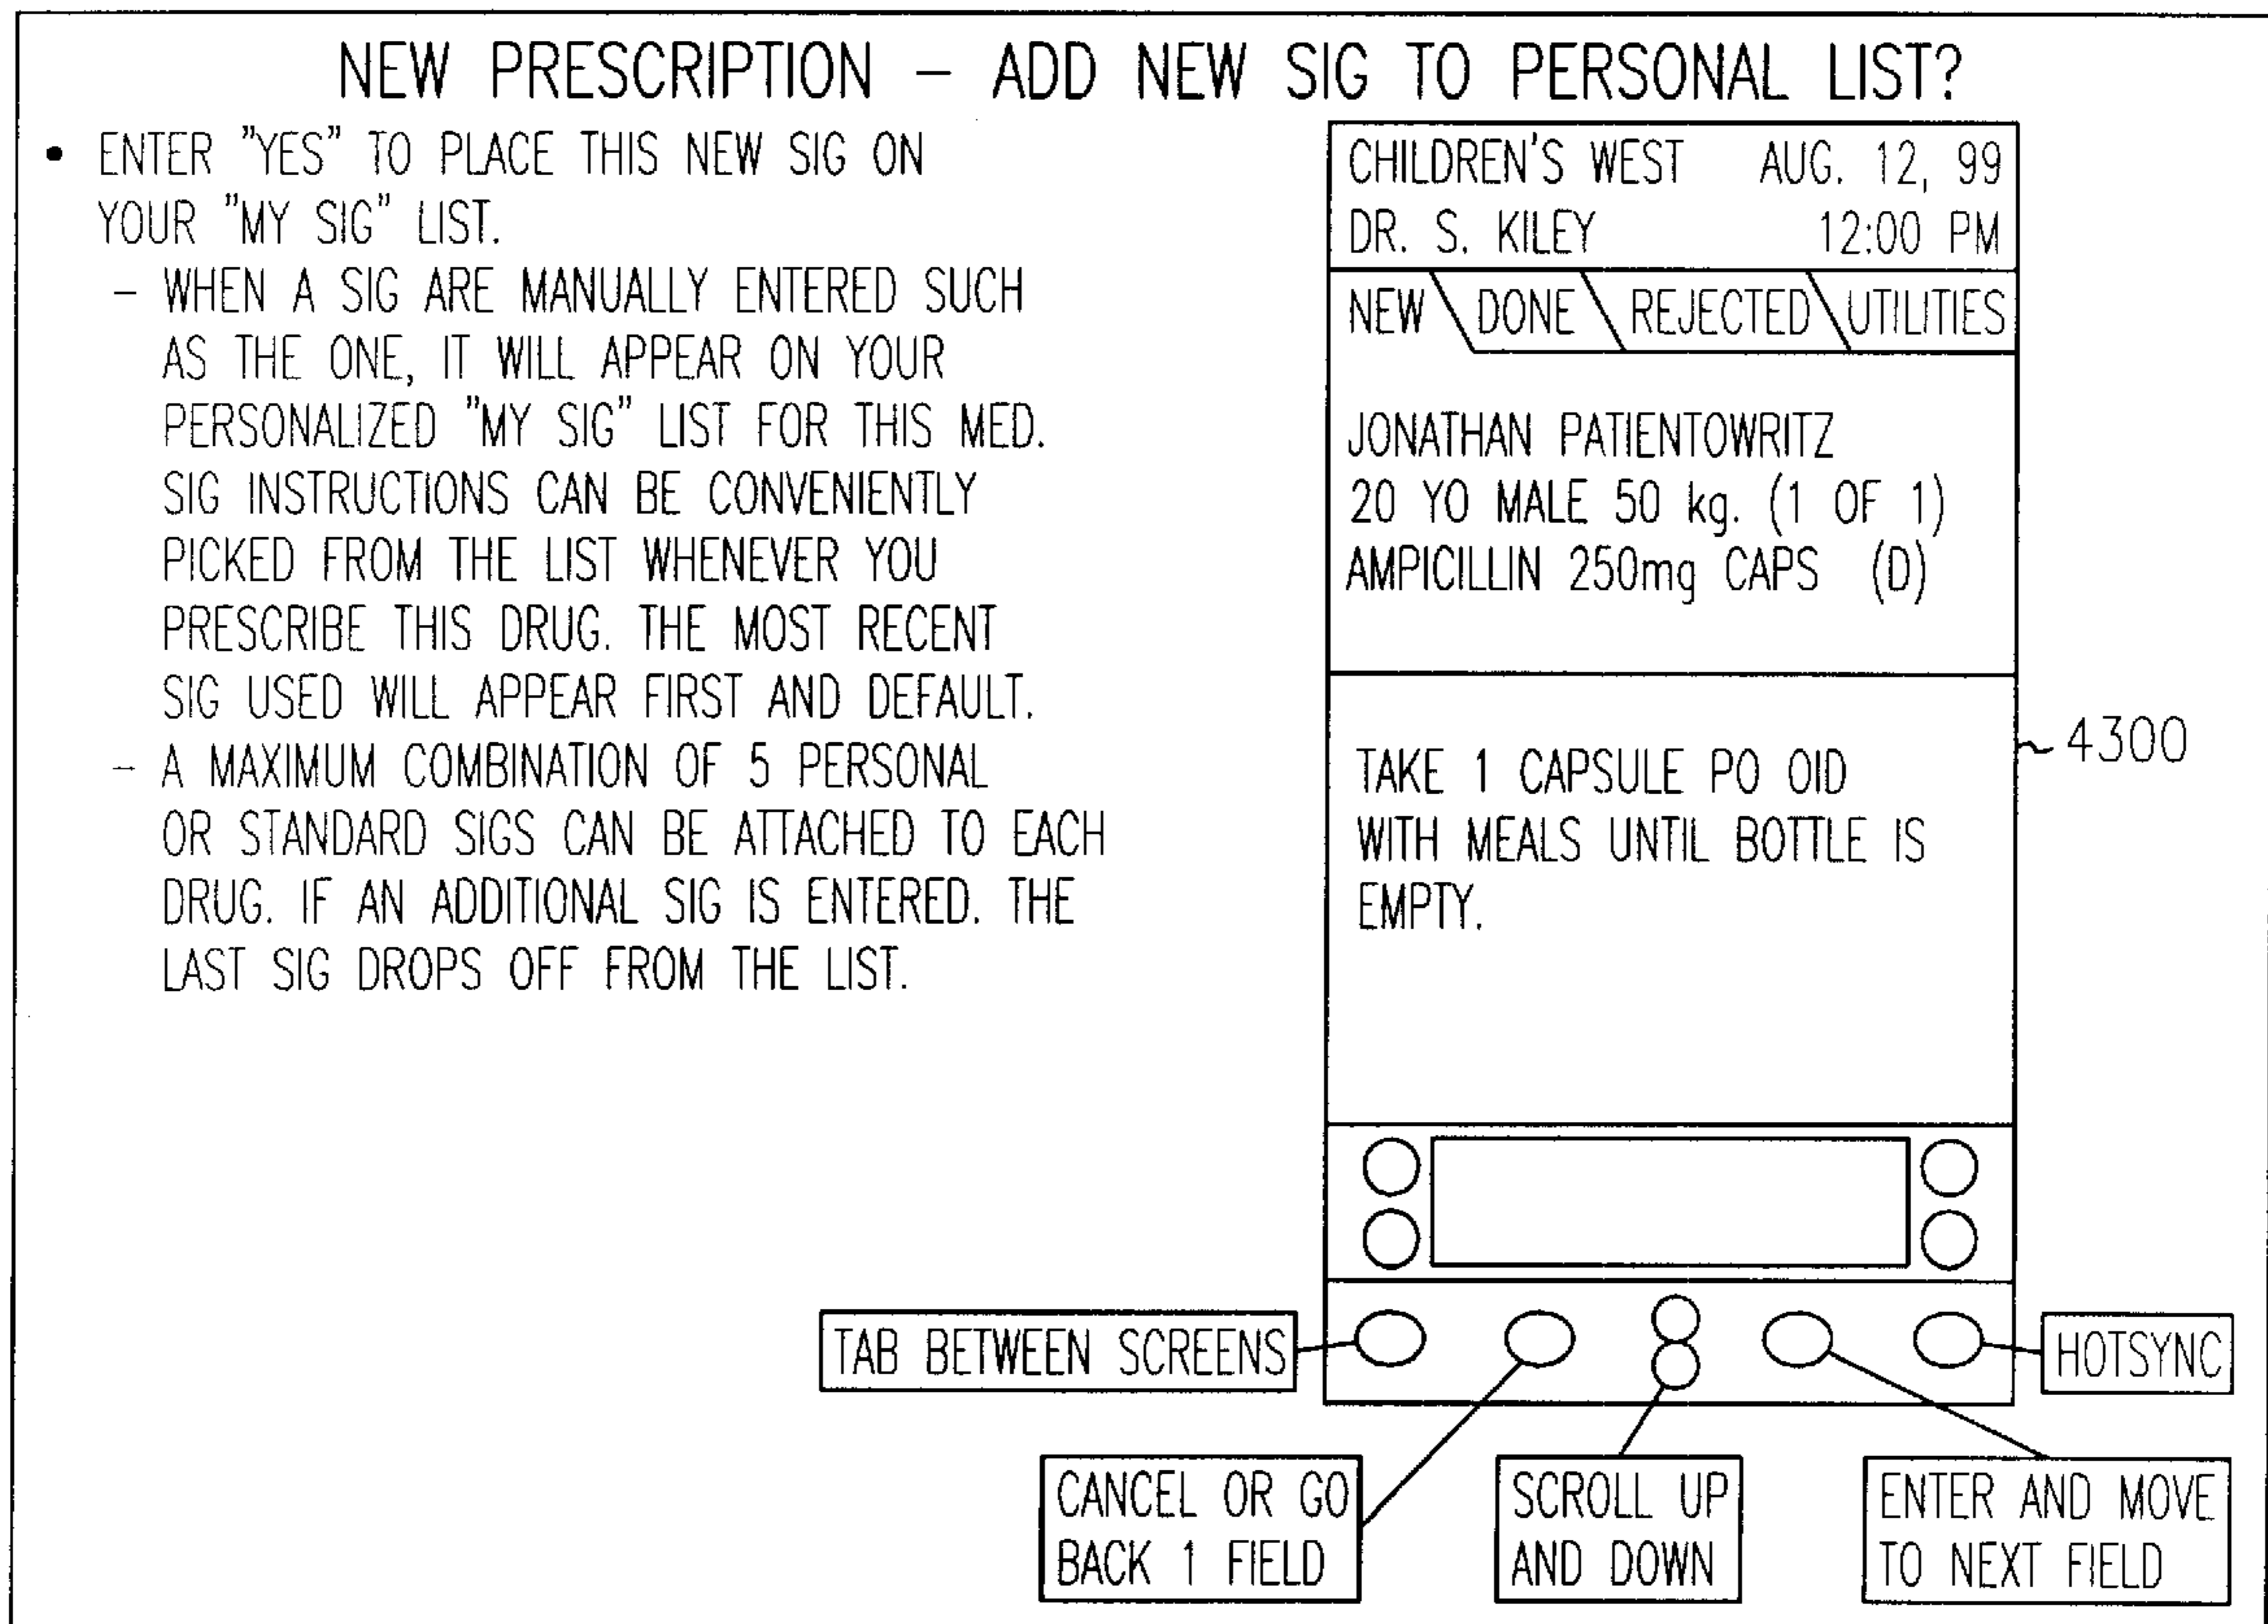 NEW PRESCRIPTION – ADD NEW SIG TO PERSONAL LIST?
• ENTER "YES" TO PLACE THIS NEW SIG ON
YOUR "MY SIG" LIST.
– WHEN A SIG ARE MANUALLY ENTERED SUCH
AS THE ONE, IT WILL APPEAR ON YOUR
PERSONALIZED "MY SIG" LIST FOR THIS MED.
SIG INSTRUCTIONS CAN BE CONVENIENTLY
PICKED FROM THE LIST WHENEVER YOU
PRESCRIBE THIS DRUG. THE MOST RECENT
SIG USED WILL APPEAR FIRST AND DEFAULT.
– A MAXIMUM COMBINATION OF 5 PERSONAL
OR STANDARD SIGS CAN BE ATTACHED TO EACH
DRUG. IF AN ADDITIONAL SIG IS ENTERED. THE
LAST SIG DROPS OFF FROM THE LIST.
CHILDREN'S WEST AUG. 12, 99
DR. S. KILEY 12:00 PM
NEW DONE REJECTED UTILITIES
JONATHAN PATIENTOWRITZ
20 YO MALE 50 kg. (1 OF 1)
AMPICILLIN 250mg CAPS (D)
TAKE 1 CAPSULE PO OID
WITH MEALS UNTIL BOTTLE IS
EMPTY.
4300
TAB BETWEEN SCREENS
HOTSYNC
CANCEL OR GO
BACK 1 FIELD
SCROLL UP
AND DOWN
ENTER AND MOVE
TO NEXT FIELD